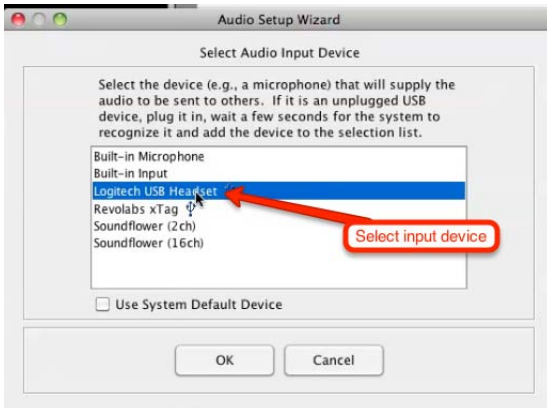 Audio Setup Wizard
Select Audio Input Device
Select the device (e.g., a microphone) that will supply the
audio to be sent to others. If it is an unplugged USB
device, plug it in, wait a few seconds for the system to
recognize it and add the device to the selection list.
Built-in Microphone
Built-in Input
Logitech USB Headset
Revolabs xTag
Soundflower (2ch)
Soundflower (16ch)
Select input device
Use System Default Device
OK
Cancel